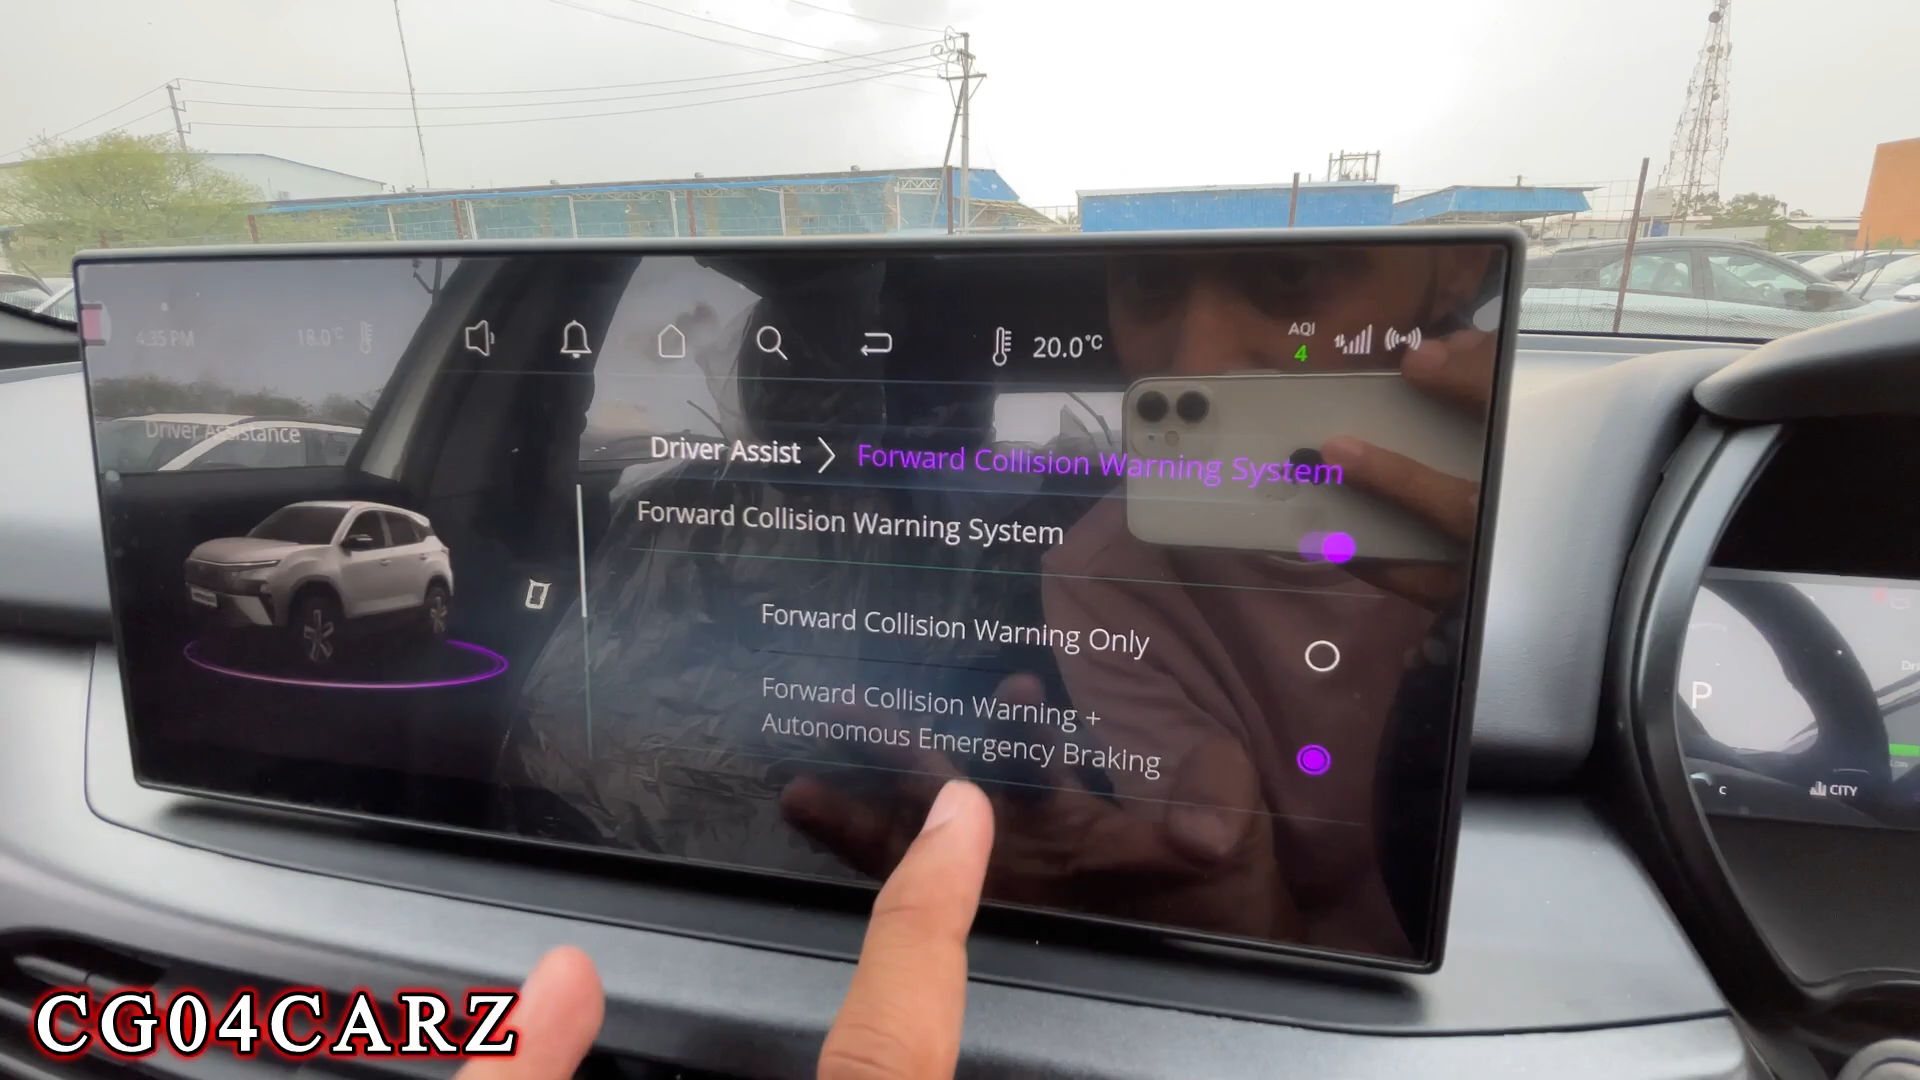 4:35 PM
18.0°C
20.0°C
AQI
4
Driver Assistance
Driver Assist > Forward Collision Warning System
Forward Collision Warning System
Forward Collision Warning Only
Forward Collision Warning +
Autonomous Emergency Braking
P
C
CITY
CG04CARZ